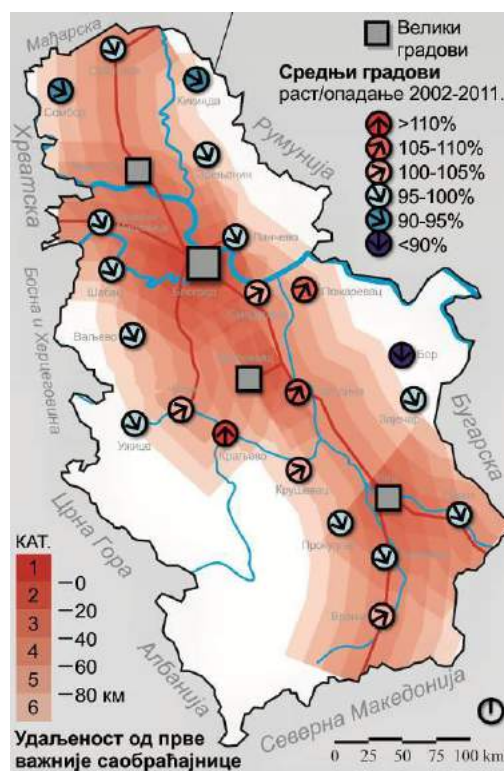 Мађарска
Велики
градови
Средњи градови
раст/опадање 2002-2011.
>110%
105-110%
100-105%
95-100%
90-95%
<90%
Сомбор
Кикинда
Румунија
Хрватска
Панчево
Шабац
Босна и Херцеговина
Пожаревац
Ваљево
Бор
Зајечар
Ужице
Краљево
Бугарска
Крушевац
Црна Гора
Прокупље
КАТ.
1
2
3
4
5
6
0
20
40
60
80 км
Албанија
Северна Македонија
Удаљеност од прве
важније саобраћајнице
0 25 50 75 100 km